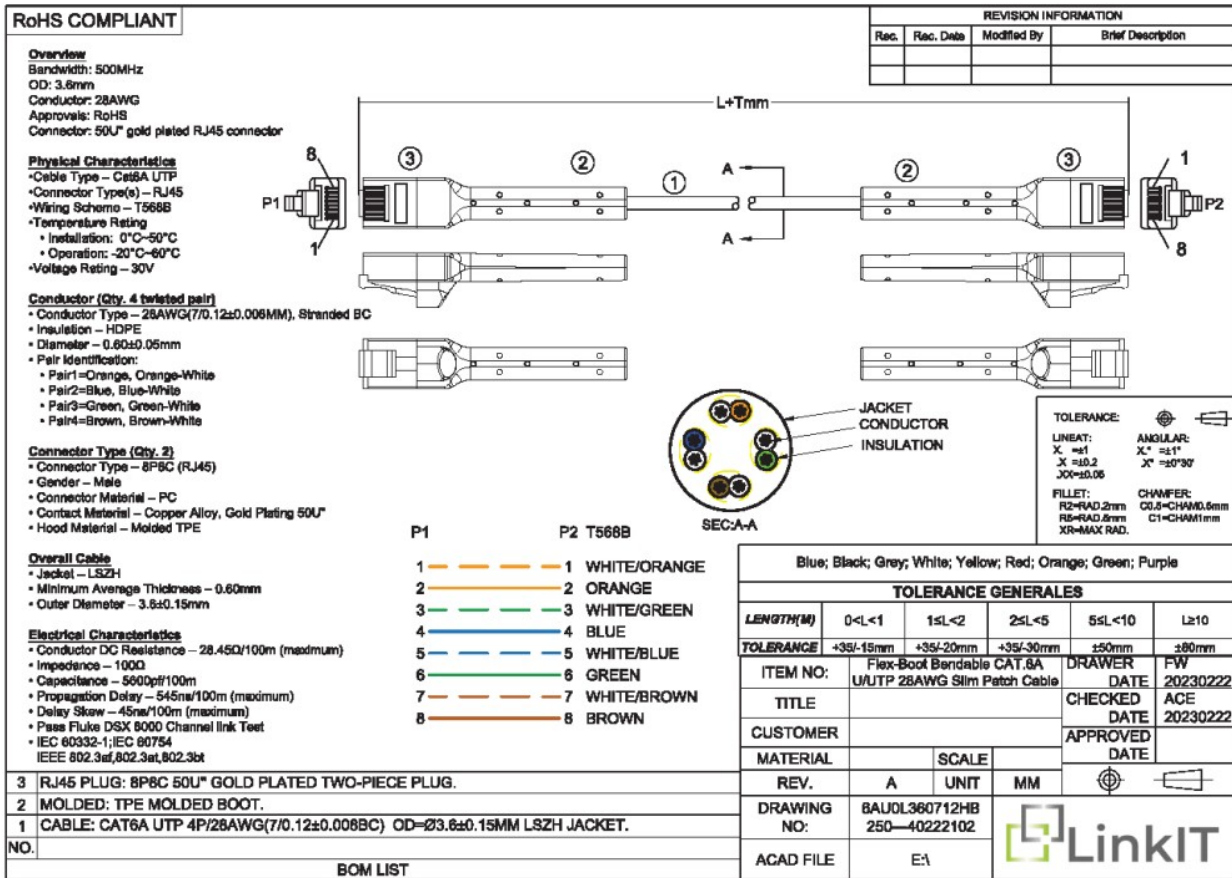 RoHS COMPLIANT
Overview
Bandwidth: 500MHz
OD: 3.6mm
Conductor: 28AWG
Approvals: RoHS
Connector: 50U" gold plated RJ45 connector
Physical Characteristics
•Cable Type – Cat6A UTP
•Connector Type(s) – RJ45
•Wiring Scheme – T568B
•Temperature Rating
• Installation: 0°C~50°C
• Operation: -20°C~60°C
•Voltage Rating – 30V
Conductor (Qty. 4 twisted pair)
• Conductor Type – 28AWG(7/0.12±0.008MM), Stranded BC
• Insulation – HDPE
• Diameter – 0.60±0.05mm
• Pair Identification:
• Pair1=Orange, Orange-White
• Pair2=Blue, Blue-White
• Pair3=Green, Green-White
• Pair4=Brown, Brown-White
Connector Type (Qty. 2)
• Connector Type – 8P8C (RJ45)
• Gender – Male
• Connector Material – PC
• Contact Material – Copper Alloy, Gold Plating 50U"
• Hood Material – Molded TPE
Overall Cable
• Jacket – LSZH
• Minimum Average Thickness – 0.60mm
• Outer Diameter – 3.6±0.15mm
Electrical Characteristics
• Conductor DC Resistance – 28.45Ω/100m (maximum)
• Impedance – 100Ω
• Capacitance – 5600pf/100m
• Propagation Delay – 545ns/100m (maximum)
• Delay Skew – 45ns/100m (maximum)
• Pass Fluke DSX 8000 Channel link Test
• IEC 60332-1;IEC 60754
IEEE 802.3af,802.3at,802.3bt
REVISION INFORMATION
Rec. Rec. Date Modified By Brief Description
L+Tmm
8 3 2 1 A 2 3 1
P1 P2
1 A 8
JACKET
CONDUCTOR
INSULATION
SEC:A-A
TOLERANCE:
LINEAT: ANGULAR:
X. =±1 X.° =±1°
.X =±0.2 .X° =±0°30'
.XX=±0.05
FILLET: CHAMFER:
R2=RAD.2mm C0.5=CHAM0.5mm
R5=RAD.5mm C1=CHAM1mm
XR=MAX RAD.
P1 P2 T568B
1 1 WHITE/ORANGE
2 2 ORANGE
3 3 WHITE/GREEN
4 4 BLUE
5 5 WHITE/BLUE
6 6 GREEN
7 7 WHITE/BROWN
8 8 BROWN
Blue; Black; Grey; White; Yellow; Red; Orange; Green; Purple
TOLERANCE GENERALES
LENGTH(M) 0<L<1 1≤L<2 2≤L<5 5≤L<10 L≥10
TOLERANCE +35/-15mm +35/-20mm +35/-30mm ±50mm ±80mm
ITEM NO: Flex-Boot Bendable CAT.6A U/UTP 28AWG Slim Patch Cable
DRAWER FW
DATE 20230222
TITLE
CHECKED ACE
DATE 20230222
CUSTOMER
APPROVED
DATE
MATERIAL SCALE
REV. A UNIT MM
DRAWING NO: 6AU0L360712HB
250—40222102
ACAD FILE E:\
LinkIT
3 RJ45 PLUG: 8P8C 50U" GOLD PLATED TWO-PIECE PLUG.
2 MOLDED: TPE MOLDED BOOT.
1 CABLE: CAT6A UTP 4P/28AWG(7/0.12±0.008BC) OD=Ø3.6±0.15MM LSZH JACKET.
NO.
BOM LIST